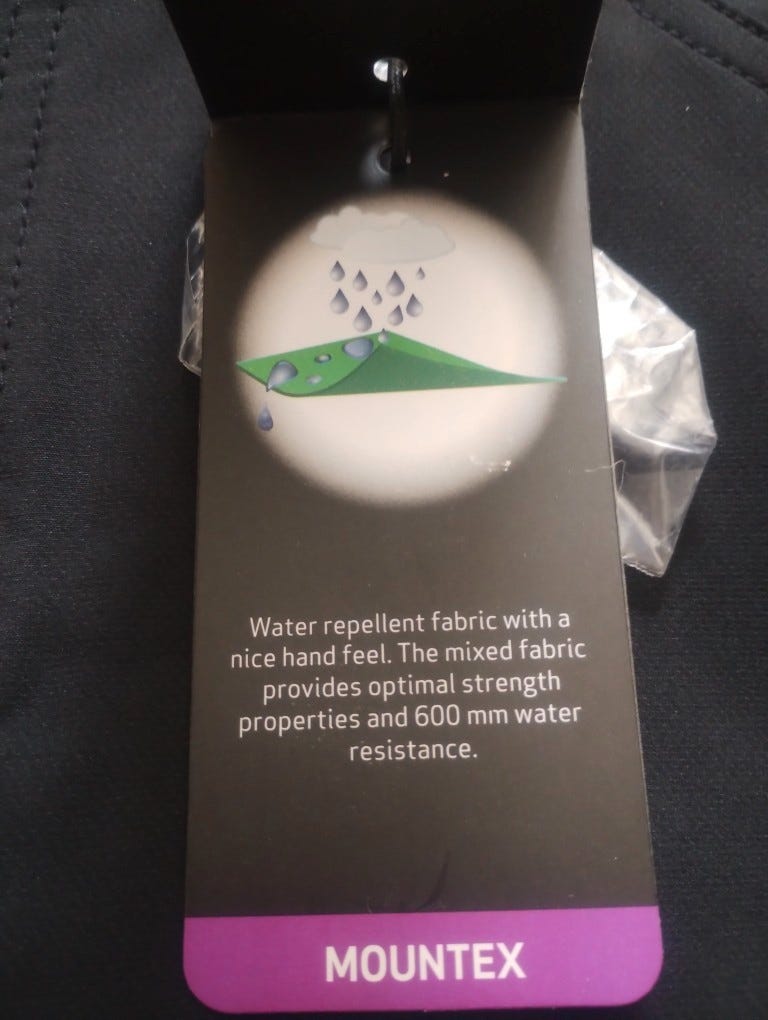 Water repellent fabric with a
nice hand feel. The mixed fabric
provides optimal strength
properties and 600 mm water
resistance.
MOUNTEX